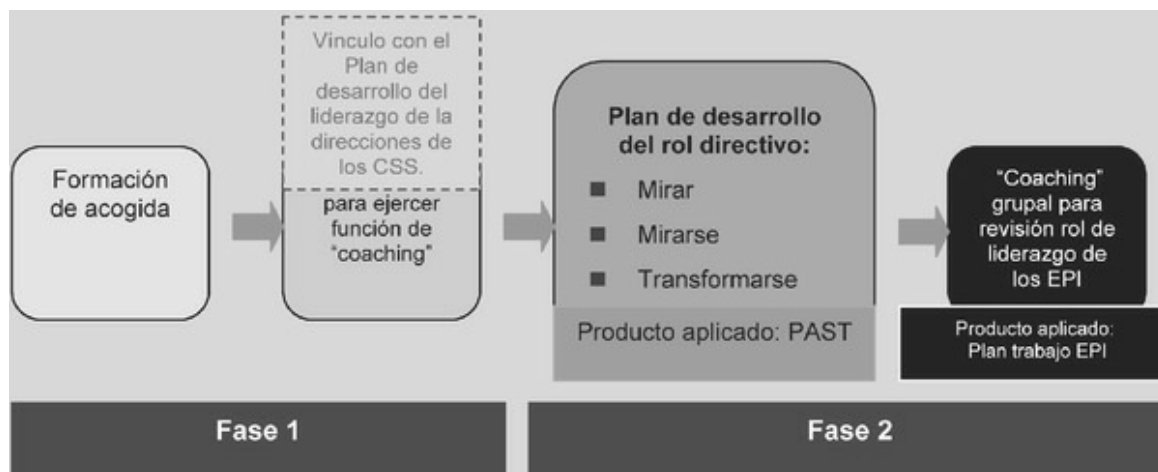 Formación
de acogida
Vinculo con el
Plan de
desarrollo del
liderazgo de la
direcciones de
los CSS.
para ejercer
función de
"coaching"
Plan de desarrollo
del rol directivo:
■ Mirar
■ Mirarse
■ Transformarse
Producto aplicado: PAST
"Coaching"
grupal para
revisión rol de
liderazgo de
los EPI
Producto aplicado:
Plan trabajo EPI
Fase 1
Fase 2